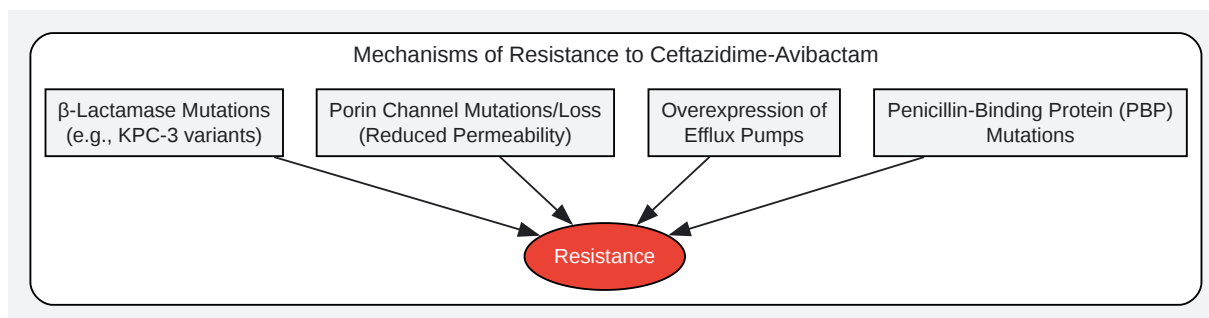 Mechanisms of Resistance to Ceftazidime-Avibactam
β-Lactamase Mutations
(e.g., KPC-3 variants)
Porin Channel Mutations/Loss
(Reduced Permeability)
Overexpression of
Efflux Pumps
Penicillin-Binding Protein (PBP)
Mutations
Resistance